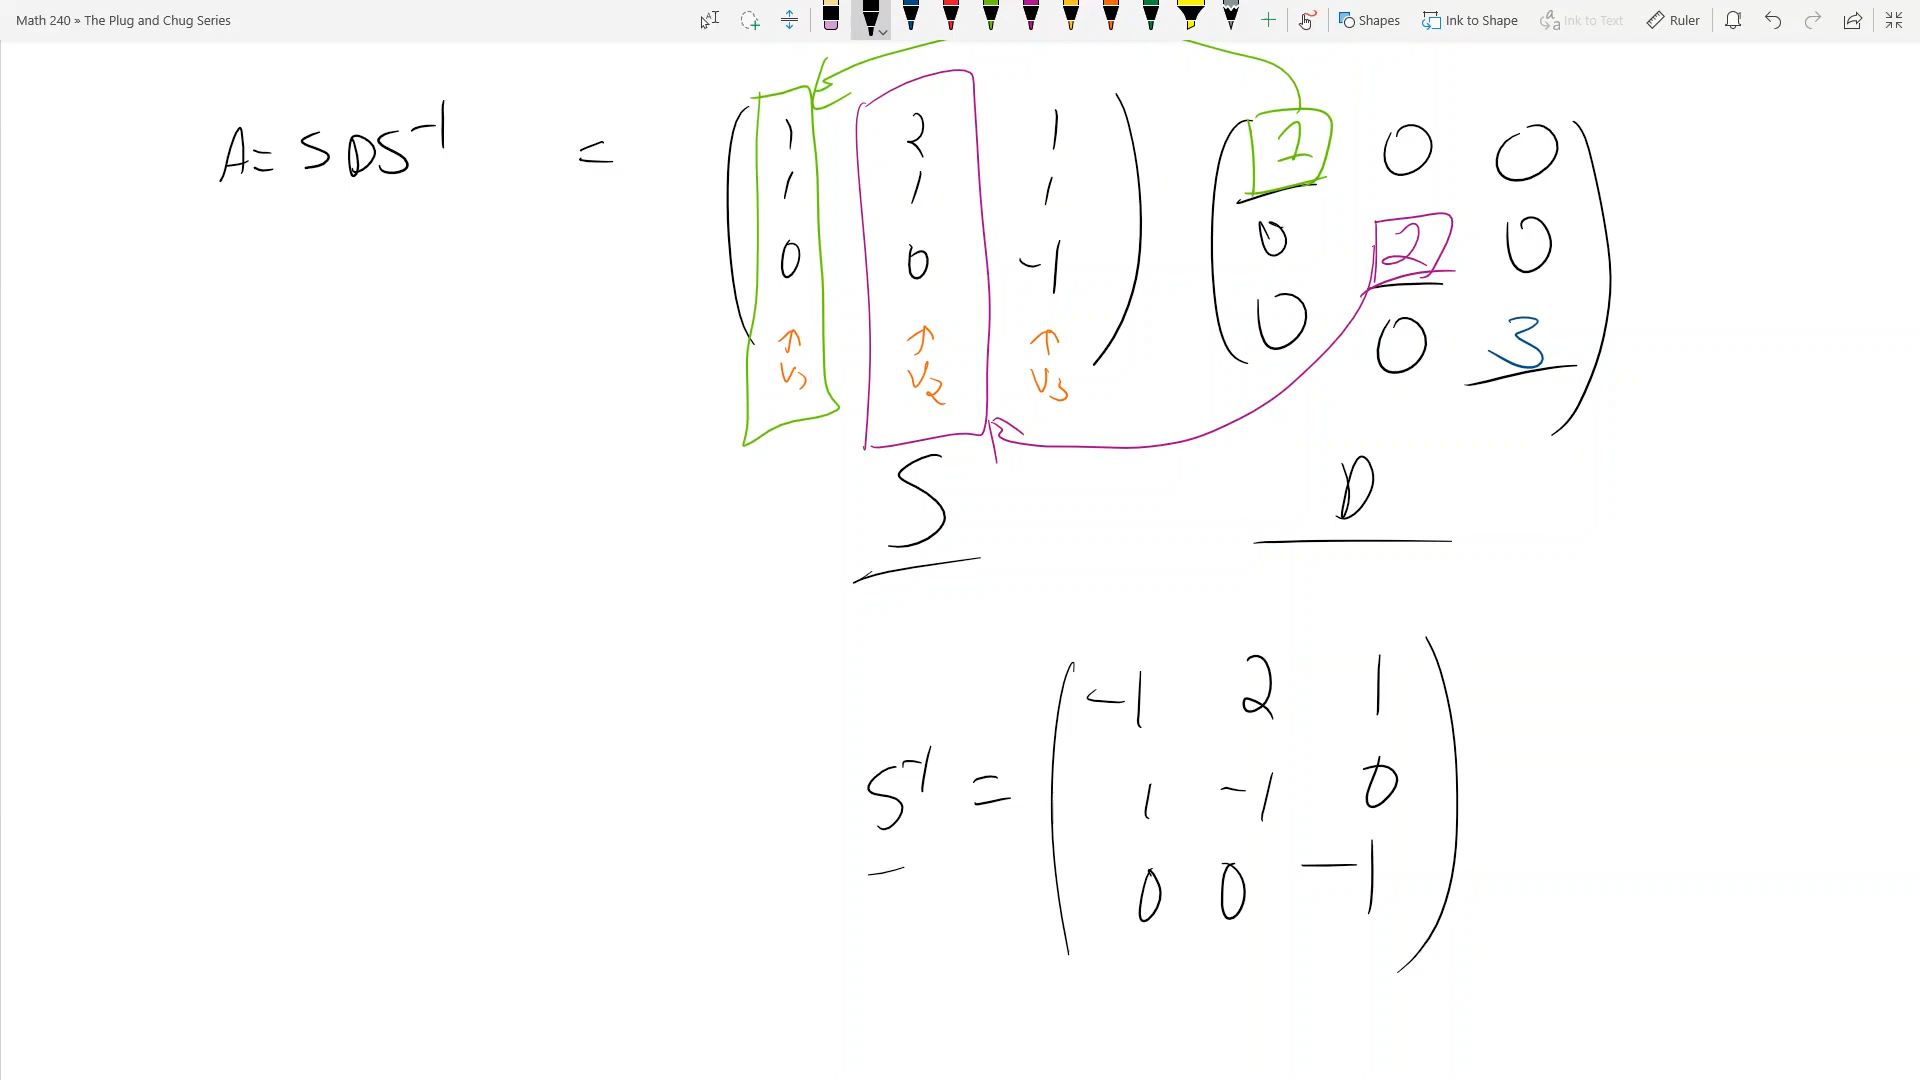 Math 240 » The Plug and Chug Series
Shapes Ink to Shape Ink to Text Ruler
A = S D S⁻¹ = ( 1 2 1 ) ( 1 0 0 )
1 1 1 0 2 0
0 0 -1 0 0 3
↑ ↑ ↑
v₁ v₂ v₃
S D
S⁻¹ = ( -1 2 1 )
1 -1 0
0 0 -1